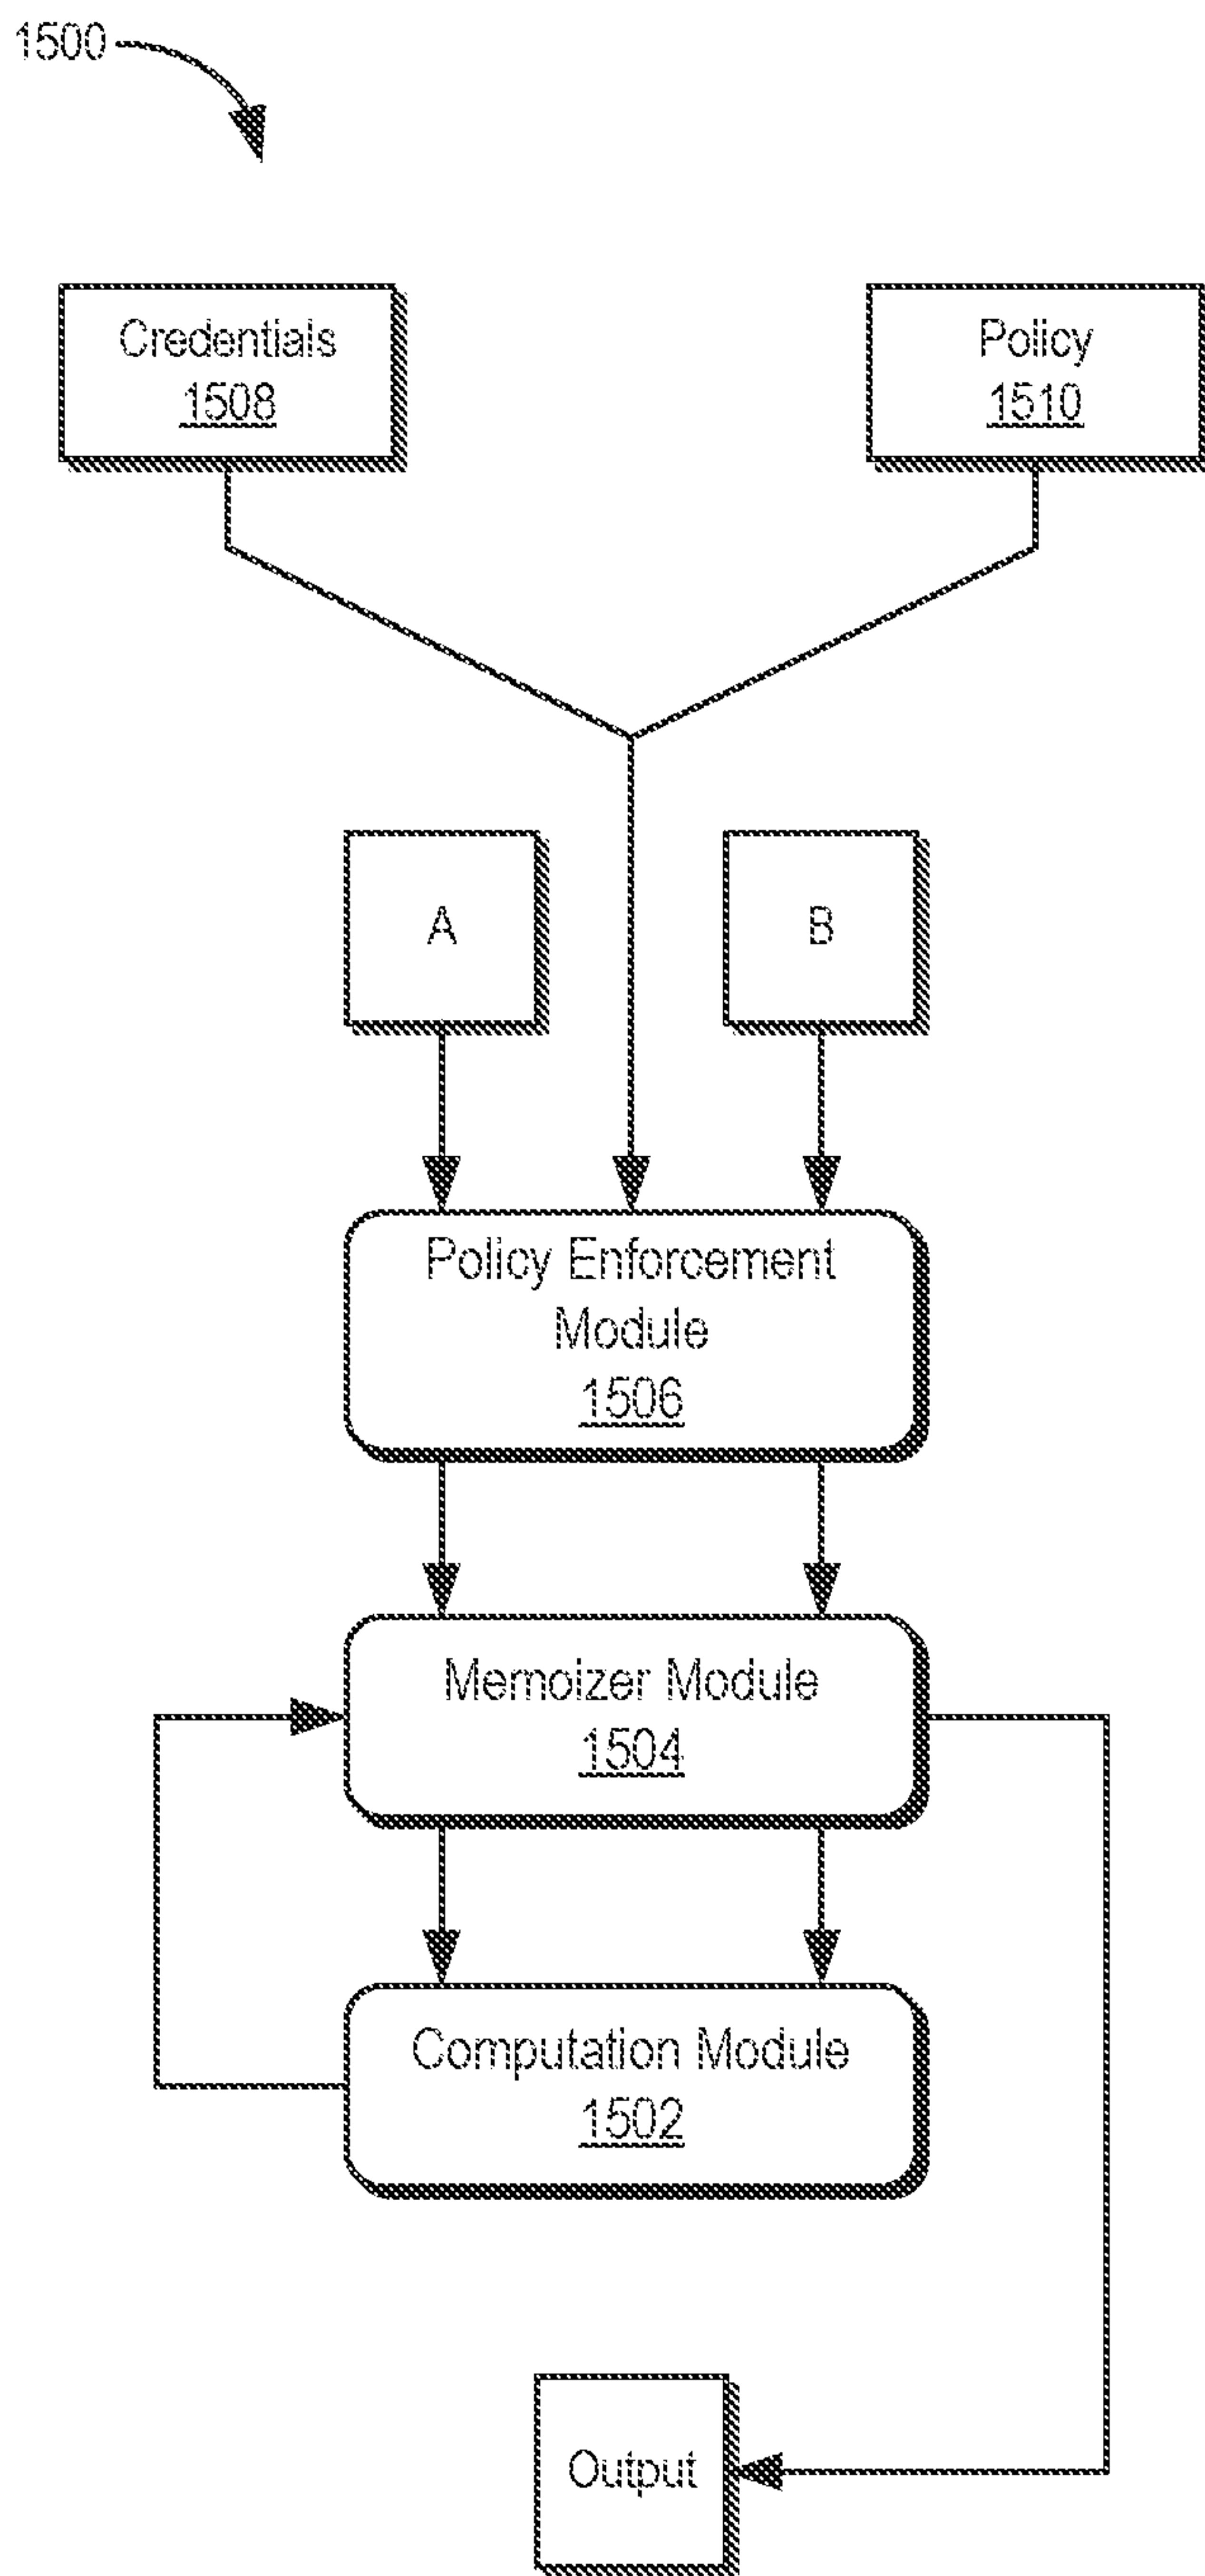 1500
Credentials
1508
Policy
1510
A
B
Policy Enforcement
Module
1506
Memoizer Module
1504
Computation Module
1502
Output